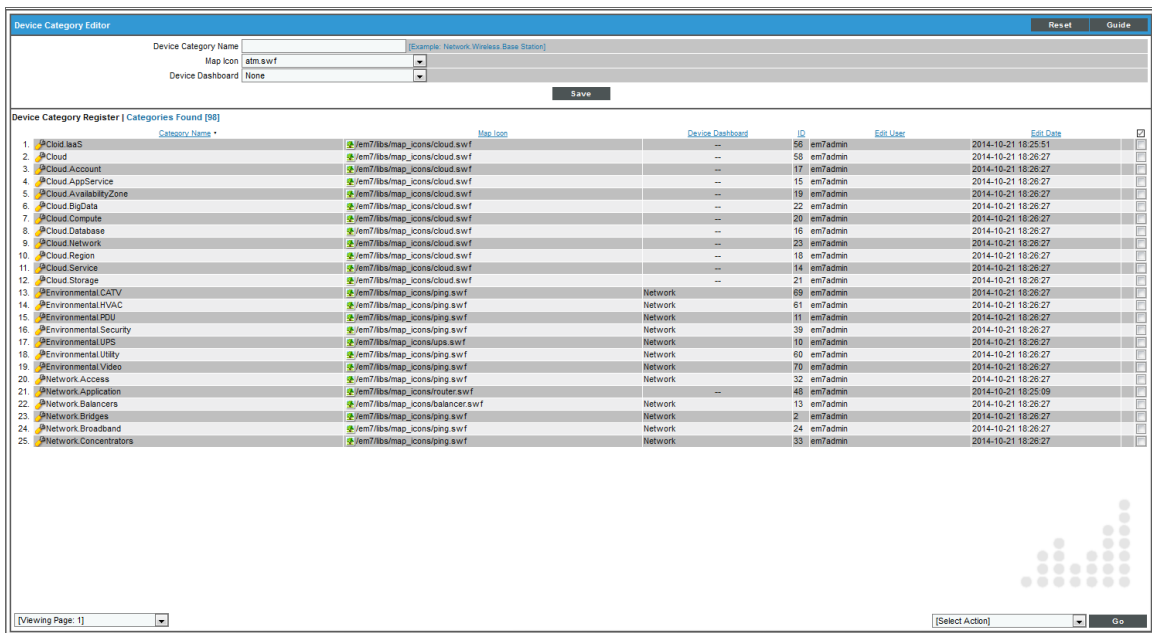 Device Category Editor Reset Guide
Device Category Name [Example: Network.Wireless Base Station]
Map Icon atm.swf
Device Dashboard None
Save
Device Category Register | Categories Found [98]
Category Name Map Icon Device Dashboard ID Edit User Edit Date
1. Cloid.IaaS /em7/libs/map_icons/cloud.swf -- 56 em7admin 2014-10-21 18:25:51
2. Cloud /em7/libs/map_icons/cloud.swf -- 58 em7admin 2014-10-21 18:26:27
3. Cloud.Account /em7/libs/map_icons/cloud.swf -- 17 em7admin 2014-10-21 18:26:27
4. Cloud.AppService /em7/libs/map_icons/cloud.swf -- 15 em7admin 2014-10-21 18:26:27
5. Cloud.AvailabilityZone /em7/libs/map_icons/cloud.swf -- 19 em7admin 2014-10-21 18:26:27
6. Cloud.BigData /em7/libs/map_icons/cloud.swf -- 22 em7admin 2014-10-21 18:26:27
7. Cloud.Compute /em7/libs/map_icons/cloud.swf -- 20 em7admin 2014-10-21 18:26:27
8. Cloud.Database /em7/libs/map_icons/cloud.swf -- 16 em7admin 2014-10-21 18:26:27
9. Cloud.Network /em7/libs/map_icons/cloud.swf -- 23 em7admin 2014-10-21 18:26:27
10. Cloud.Region /em7/libs/map_icons/cloud.swf -- 18 em7admin 2014-10-21 18:26:27
11. Cloud.Service /em7/libs/map_icons/cloud.swf -- 14 em7admin 2014-10-21 18:26:27
12. Cloud.Storage /em7/libs/map_icons/cloud.swf -- 21 em7admin 2014-10-21 18:26:27
13. Environmental.CATV /em7/libs/map_icons/ping.swf Network 69 em7admin 2014-10-21 18:26:27
14. Environmental.HVAC /em7/libs/map_icons/ping.swf Network 61 em7admin 2014-10-21 18:26:27
15. Environmental.PDU /em7/libs/map_icons/ping.swf Network 11 em7admin 2014-10-21 18:26:27
16. Environmental.Security /em7/libs/map_icons/ping.swf Network 39 em7admin 2014-10-21 18:26:27
17. Environmental.UPS /em7/libs/map_icons/ups.swf Network 10 em7admin 2014-10-21 18:26:27
18. Environmental.Utility /em7/libs/map_icons/ping.swf Network 60 em7admin 2014-10-21 18:26:27
19. Environmental.Video /em7/libs/map_icons/ping.swf Network 70 em7admin 2014-10-21 18:26:27
20. Network.Access /em7/libs/map_icons/ping.swf Network 32 em7admin 2014-10-21 18:26:27
21. Network.Application /em7/libs/map_icons/router.swf -- 48 em7admin 2014-10-21 18:25:09
22. Network.Balancers /em7/libs/map_icons/balancer.swf Network 13 em7admin 2014-10-21 18:26:27
23. Network.Bridges /em7/libs/map_icons/ping.swf Network 2 em7admin 2014-10-21 18:26:27
24. Network.Broadband /em7/libs/map_icons/ping.swf Network 24 em7admin 2014-10-21 18:26:27
25. Network.Concentrators /em7/libs/map_icons/ping.swf Network 33 em7admin 2014-10-21 18:26:27
[Viewing Page: 1] [Select Action] Go